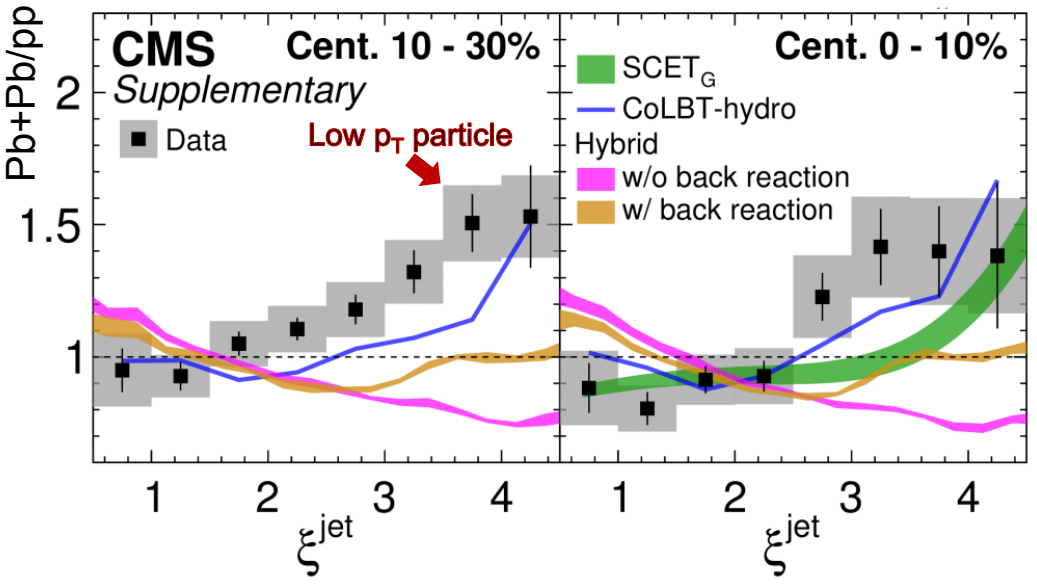 Pb+Pb/pp
CMS
Supplementary
Cent. 10 - 30%
Data
Low pT particle
2
1.5
1
1 2 3 4
ξjet
Cent. 0 - 10%
SCETG
CoLBT-hydro
Hybrid
w/o back reaction
w/ back reaction
1 2 3 4
ξjet